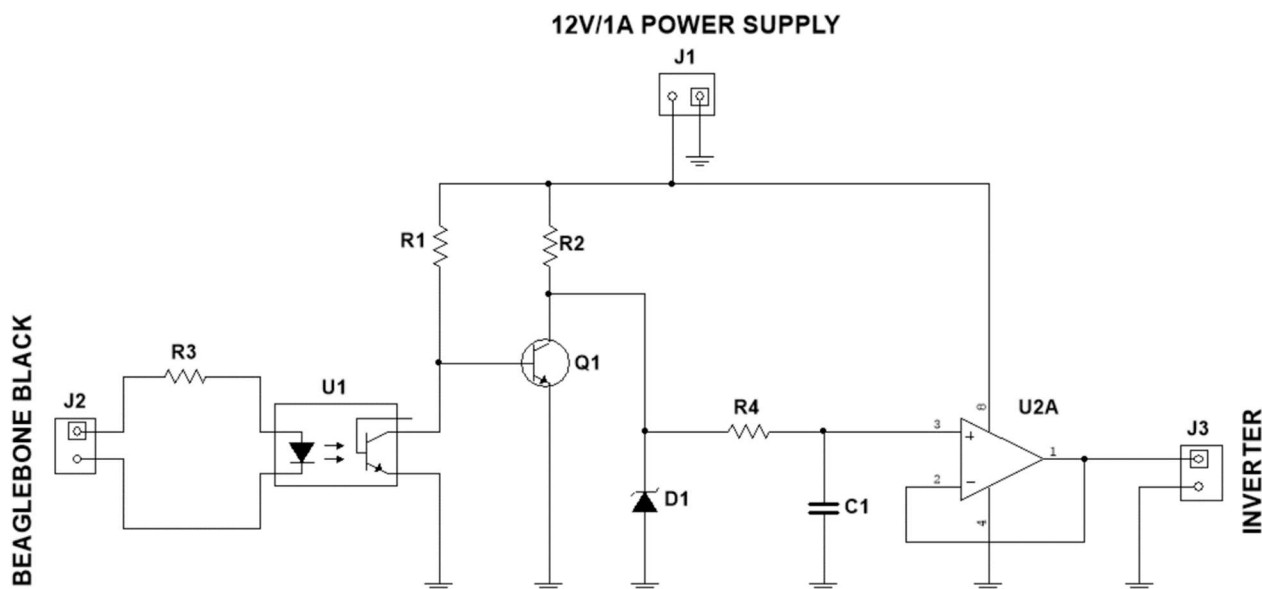 12V/1A POWER SUPPLY
J1
R1
R2
BEAGLEBONE BLACK
R3
J2
U1
Q1
R4
D1
C1
8
U2A
3
+
1
2
-
4
J3
INVERTER